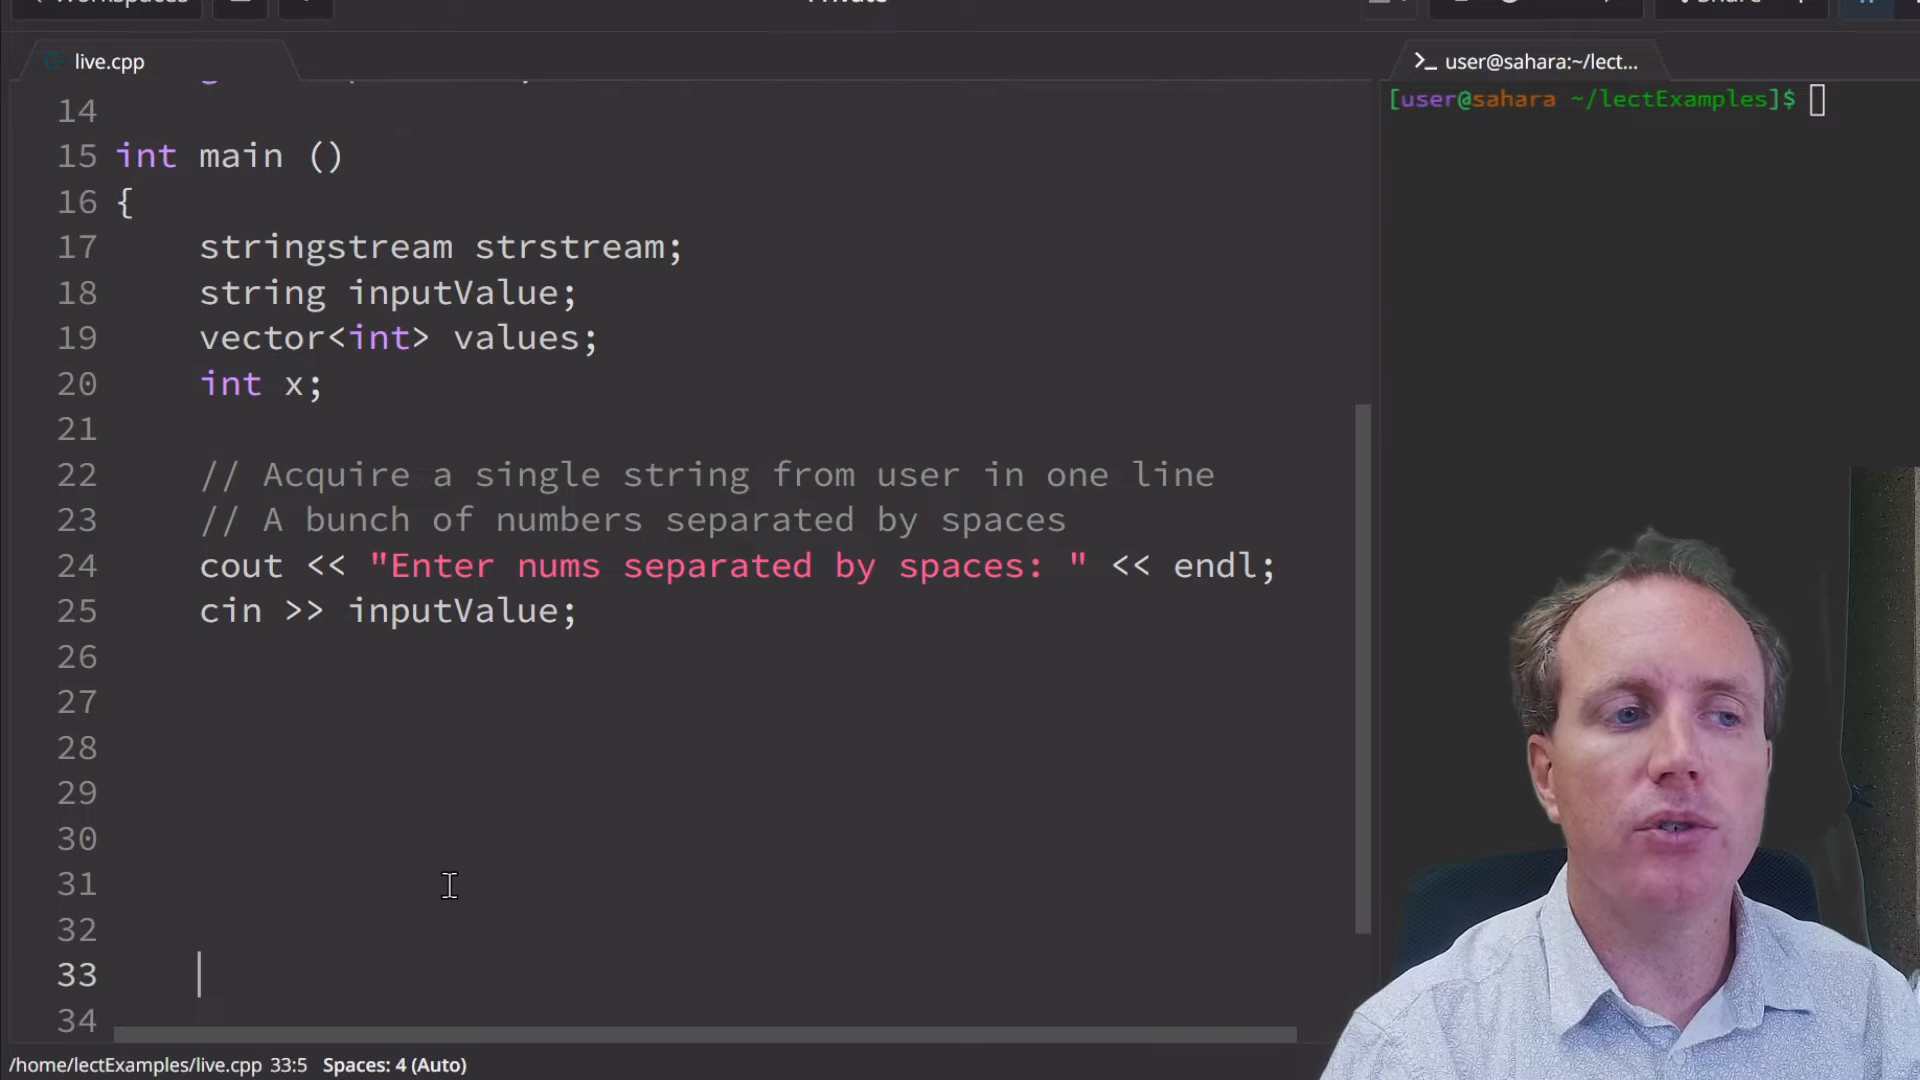 Workspaces
Private
Share
live.cpp
user@sahara:~/lect...
[user@sahara ~/lectExamples]$
14
15 int main ()
16 {
17 stringstream strstream;
18 string inputValue;
19 vector<int> values;
20 int x;
21
22 // Acquire a single string from user in one line
23 // A bunch of numbers separated by spaces
24 cout << "Enter nums separated by spaces: " << endl;
25 cin >> inputValue;
26
27
28
29
30
31
32
33
34
/home/lectExamples/live.cpp 33:5 Spaces: 4 (Auto)